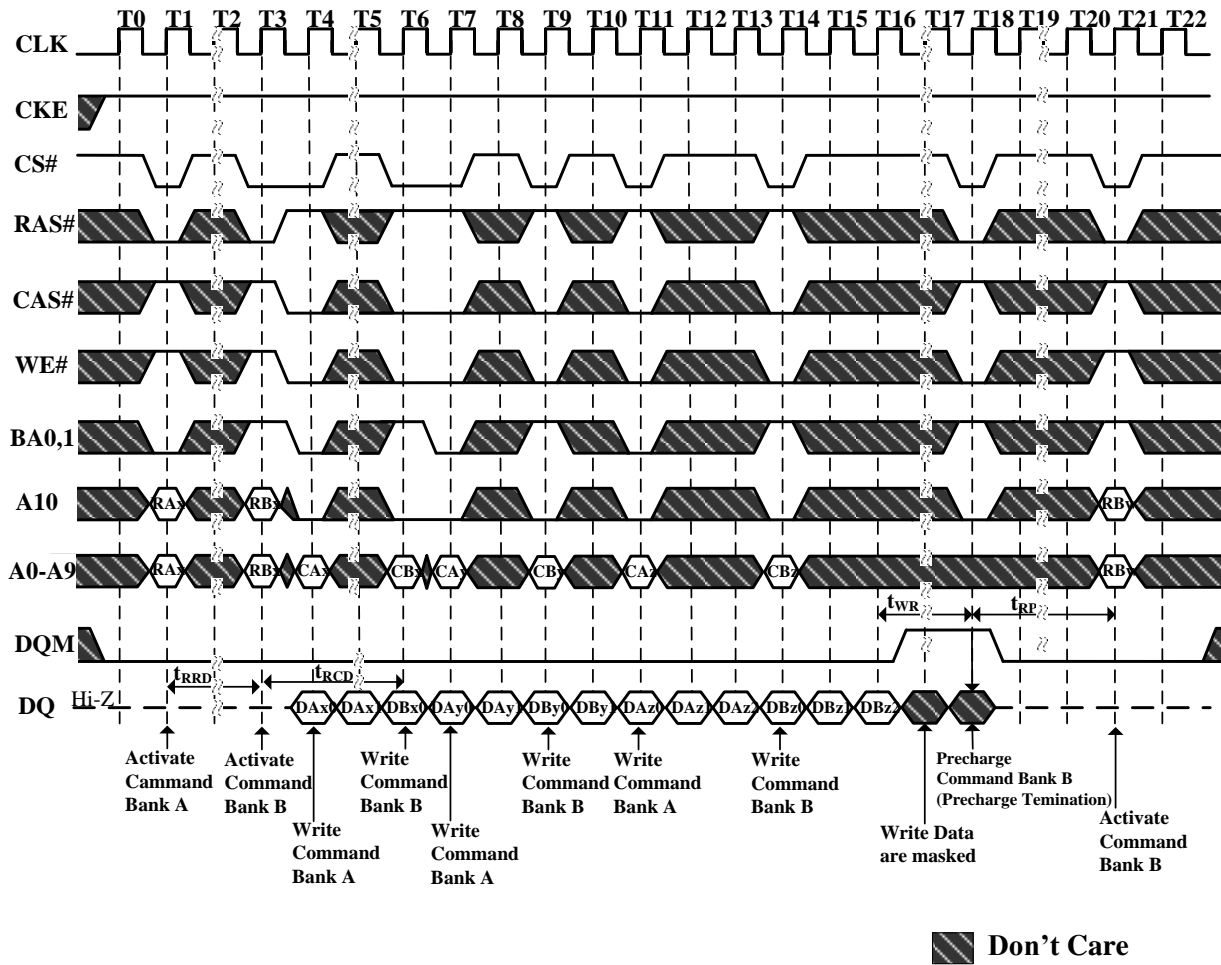 T0 T1 T2 T3 T4 T5 T6 T7 T8 T9 T10 T11 T12 T13 T14 T15 T16 T17 T18 T19 T20 T21 T22
CLK
CKE
CS#
RAS#
CAS#
WE#
BA0,1
A10 RAx RBx RBw
A0-A9 RAx RBx CAx CBx CAy CBy CAz CBz RBw
tWR tRP
DQM
tRRD tRCD
DQ Hi-Z DAx0 DAx1 DBx0 DAy0 DAy1 DBy0 DBy1 DAz0 DAz1 DAz2 DBz0 DBz1 DBz2
Activate
Cammand
Bank A
Activate
Command
Bank B
Write
Command
Bank A
Write
Command
Bank B
Write
Command
Bank A
Write
Command
Bank B
Write
Command
Bank A
Write
Command
Bank B
Write Data
are masked
Precharge
Command Bank B
(Precharge Temination)
Activate
Command
Bank B
Don't Care